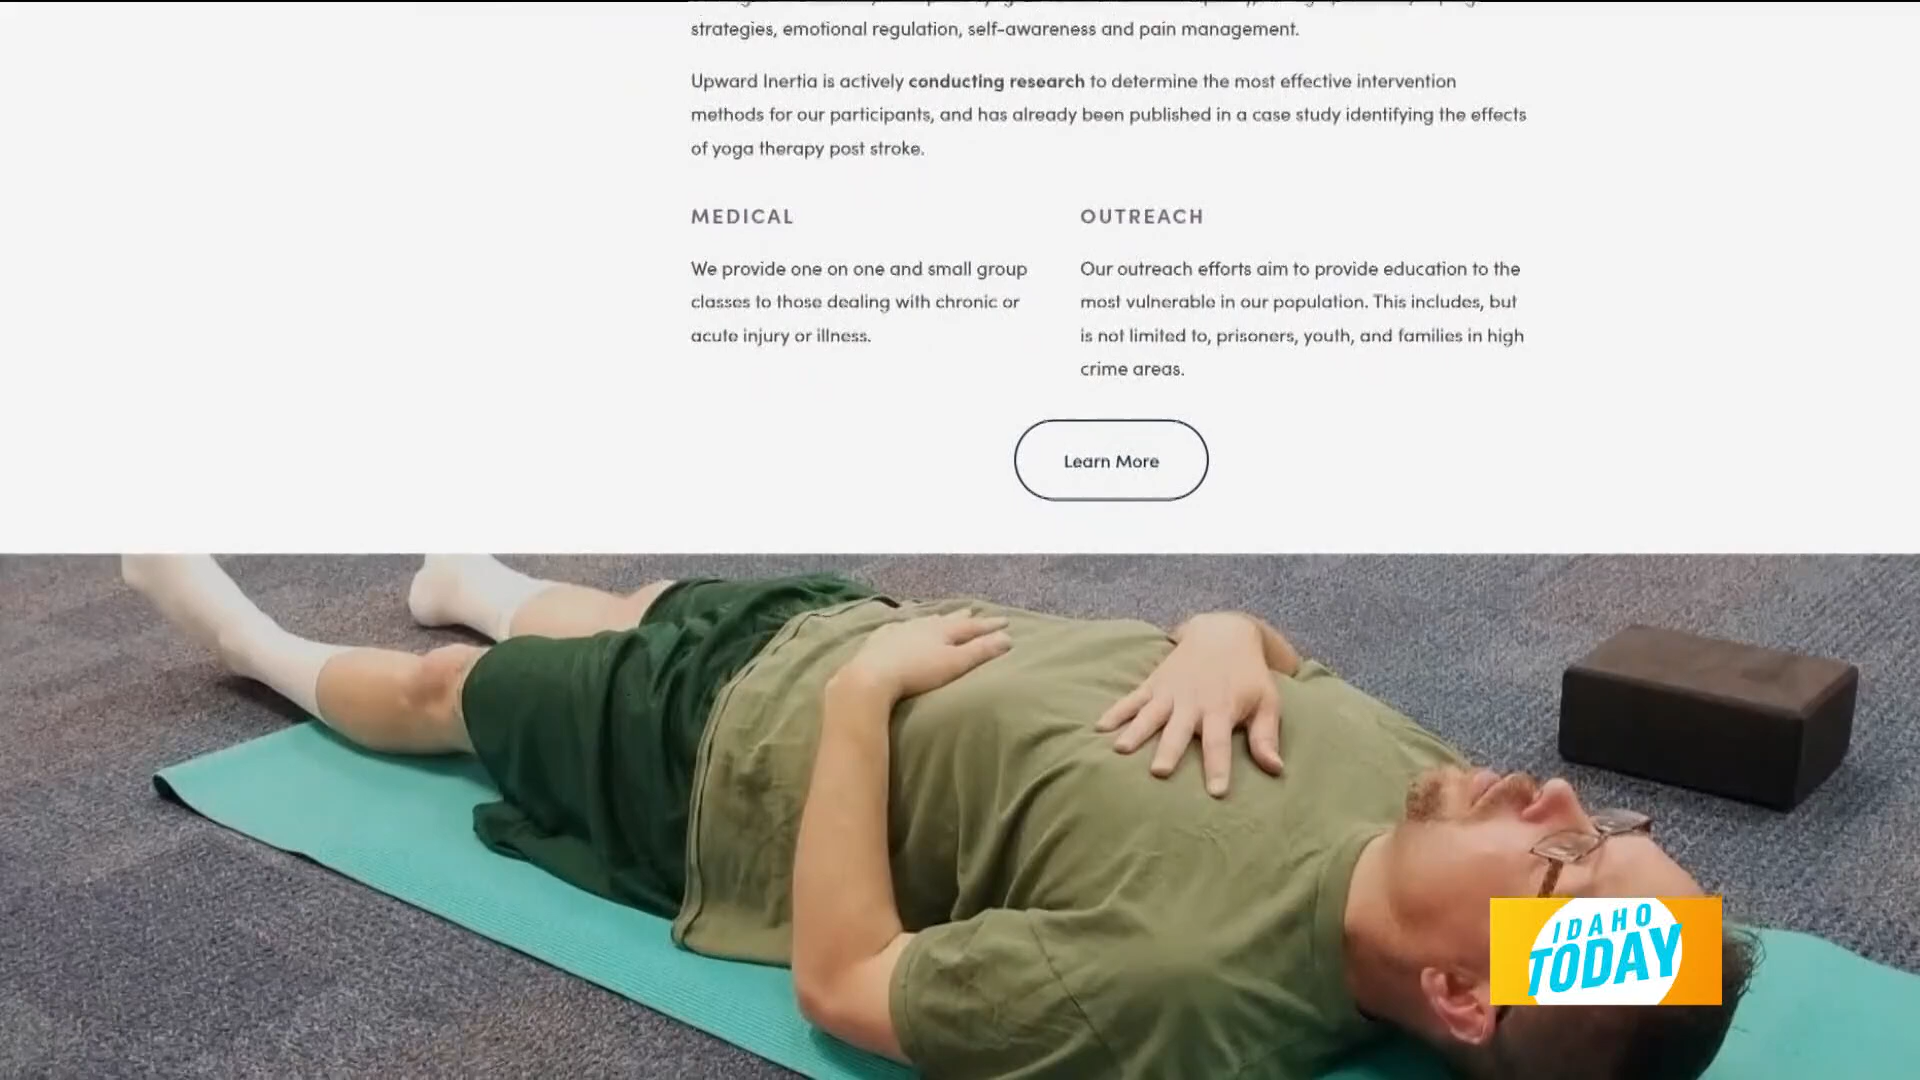 strategies, emotional regulation, self-awareness and pain management.
Upward Inertia is actively conducting research to determine the most effective intervention
methods for our participants, and has already been published in a case study identifying the effects
of yoga therapy post stroke.
MEDICAL
We provide one on one and small group
classes to those dealing with chronic or
acute injury or illness.
OUTREACH
Our outreach efforts aim to provide education to the
most vulnerable in our population. This includes, but
is not limited to, prisoners, youth, and families in high
crime areas.
Learn More
IDAHO
TODAY